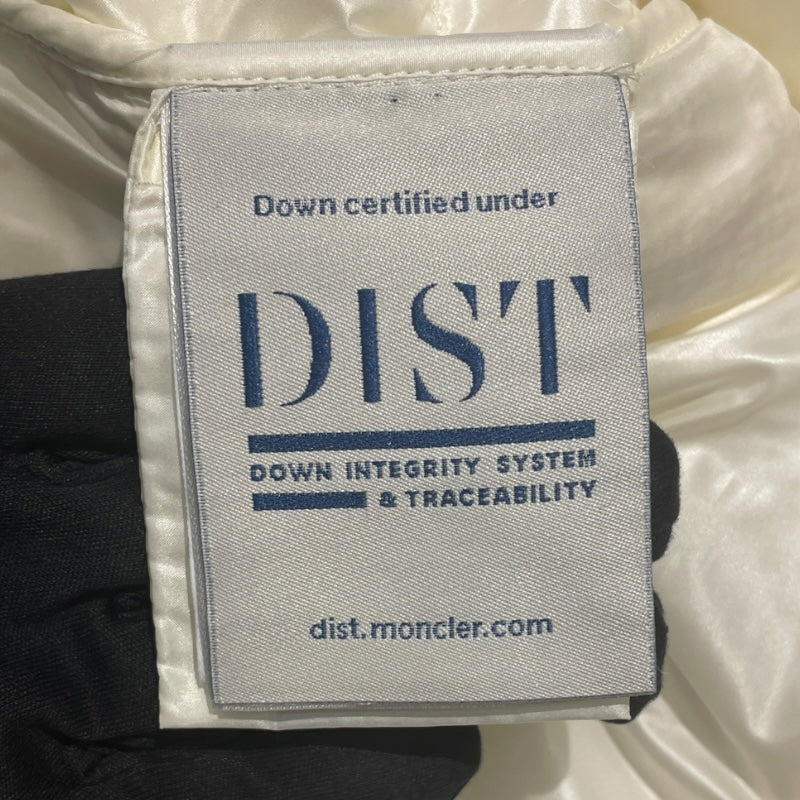 Down certified under
DIST
DOWN INTEGRITY SYSTEM
& TRACEABILITY
dist.moncler.com